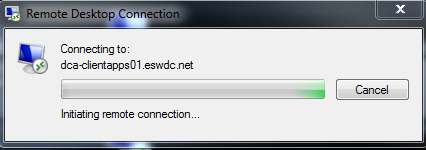 Remote Desktop Connection
Connecting to:
dca-clientapps01.eswdc.net
Cancel
Initiating remote connection...